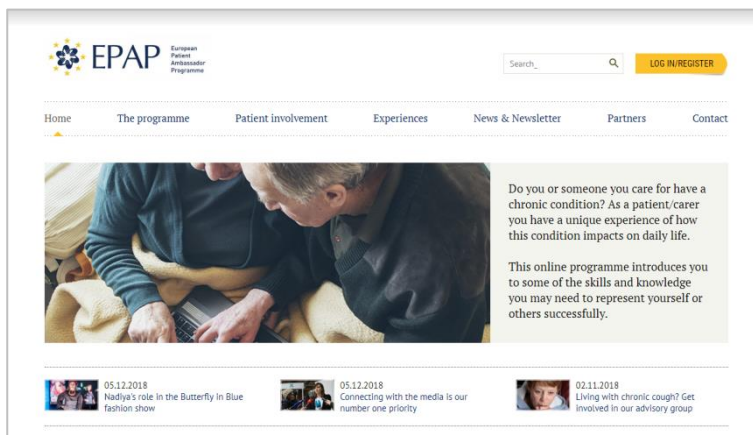 EPAP
European
Patient
Ambassador
Programme
Search_
LOG IN/REGISTER
Home
The programme
Patient involvement
Experiences
News & Newsletter
Partners
Contact
Do you or someone you care for have a
chronic condition? As a patient/carer
you have a unique experience of how
this condition impacts on daily life.
This online programme introduces you
to some of the skills and knowledge
you may need to represent yourself or
others successfully.
05.12.2018
Nadiya's role in the Butterfly in Blue
fashion show
05.12.2018
Connecting with the media is our
number one priority
02.11.2018
Living with chronic cough? Get
involved in our advisory group